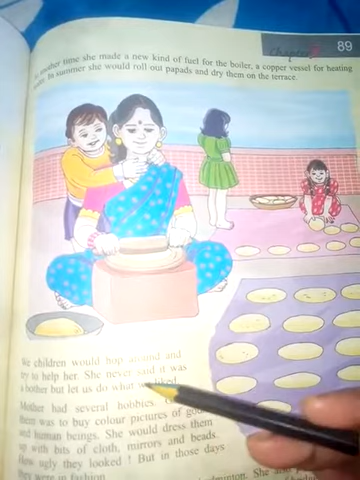 Chapter 89
another time she made a new kind of fuel for the boiler, a copper vessel for heating
In summer she would roll out papads and dry them on the terrace.
We children would hop around and
try to help her. She never said it was
a bother but let us do what we liked
Mother had several hobbies.
them was to buy colour pictures of gods
and human beings. She would dress them
up with bits of cloth, mirrors and beads.
How ugly they looked ! But in those days
they were in fashion
She